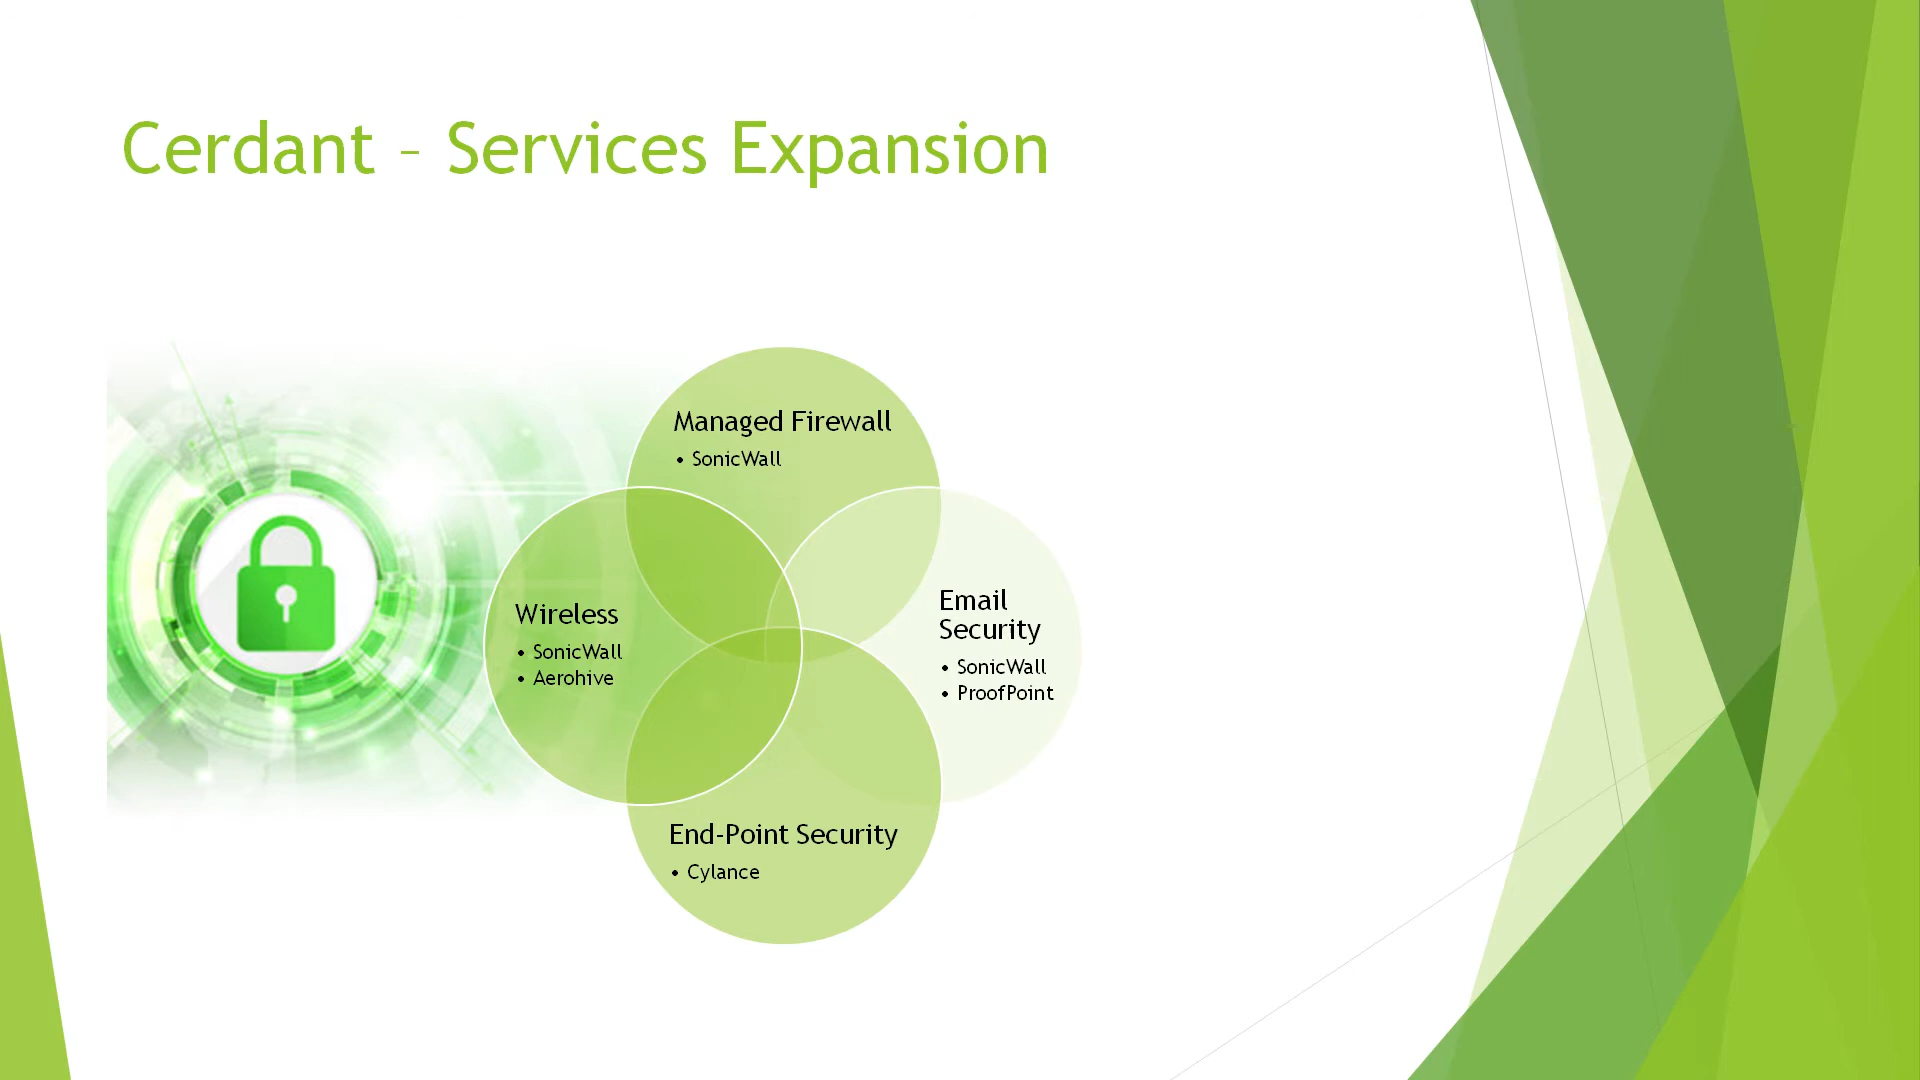 Cerdant – Services Expansion
Managed Firewall
• SonicWall
Wireless
• SonicWall
• Aerohive
Email
Security
• SonicWall
• ProofPoint
End-Point Security
• Cylance